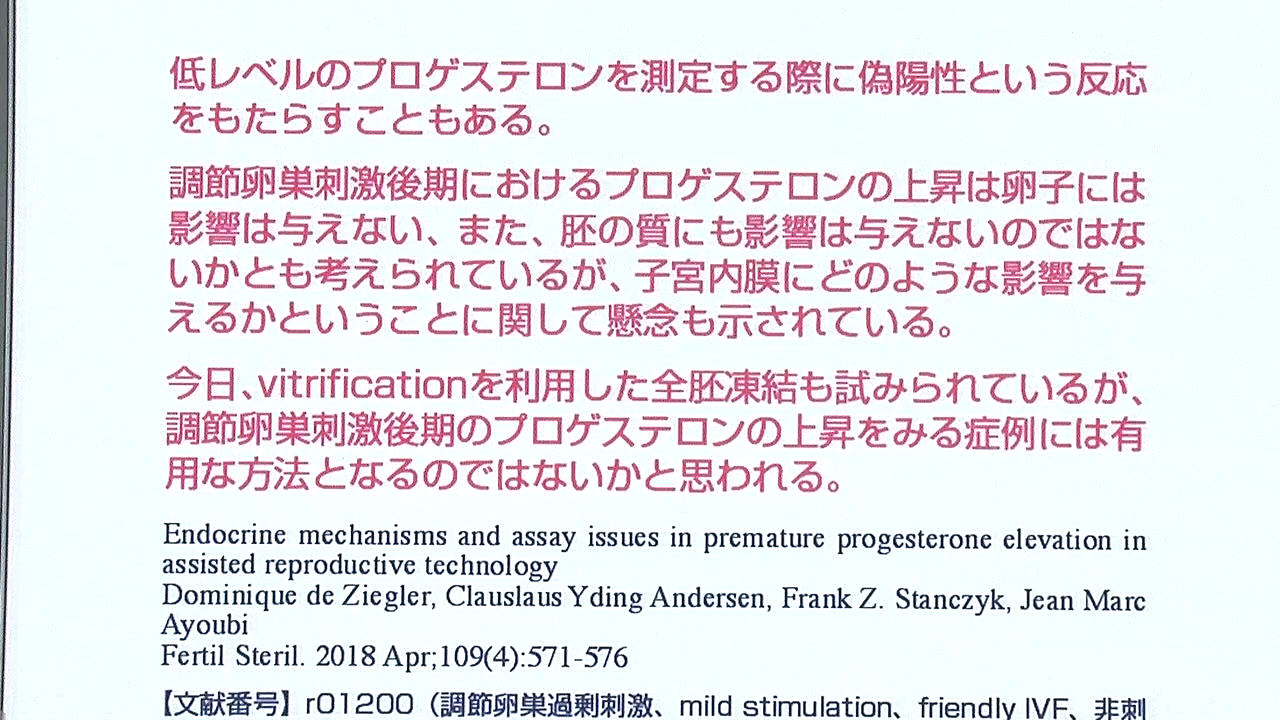 低レベルのプロゲステロンを測定する際に偽陽性という反応
をもたらすこともある。
調節卵巣刺激後期におけるプロゲステロンの上昇は卵子には
影響は与えない、また、胚の質にも影響は与えないのではな
いかとも考えられているが、子宮内膜にどのような影響を与
えるかということに関して懸念も示されている。
今日、vitrificationを利用した全胚凍結も試みられているが、
調節卵巣刺激後期のプロゲステロンの上昇をみる症例には有
用な方法となるのではないかと思われる。
Endocrine mechanisms and assay issues in premature progesterone elevation in
assisted reproductive technology
Dominique de Ziegler, Clauslaus Yding Andersen, Frank Z. Stanczyk, Jean Marc
Ayoubi
Fertil Steril. 2018 Apr;109(4):571-576
【文献番号】r01200（調節卵巣過剰刺激、mild stimulation、friendly IVF、非刺